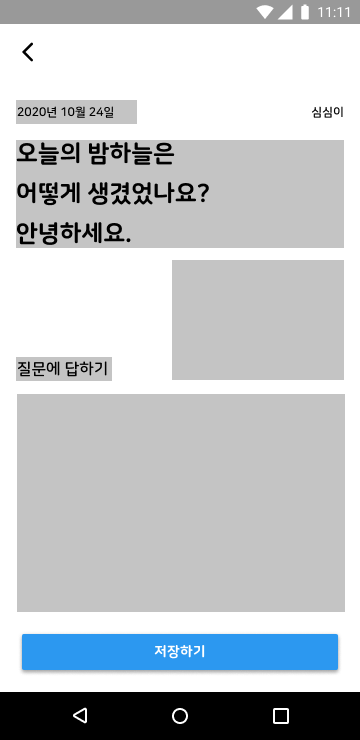 11:11
2020년 10월 24일
심심이
오늘의 밤하늘은
어떻게 생겼었나요?
안녕하세요.
질문에 답하기
저장하기